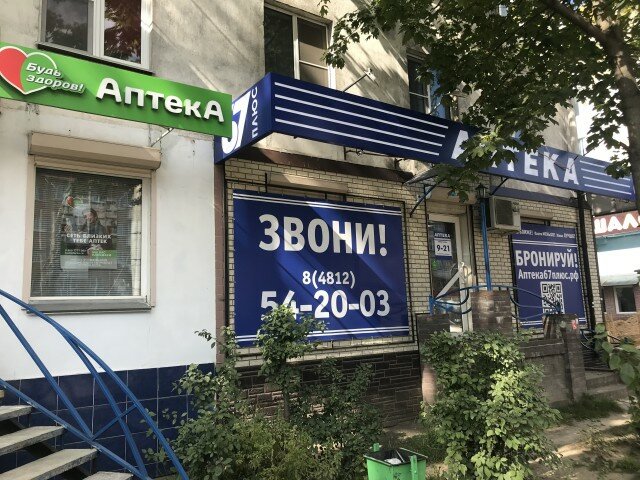 Будь
здоров!
АптекА
67
ПЛЮС
АПТЕКА
СЕТЬ БЛИЗКИХ
ТЕБЕ АПТЕК
ЗВОНИ!
8(4812)
54-20-03
АПТЕКА
9-21
БРОНИРУЙ!
Аптека67плюс.рф